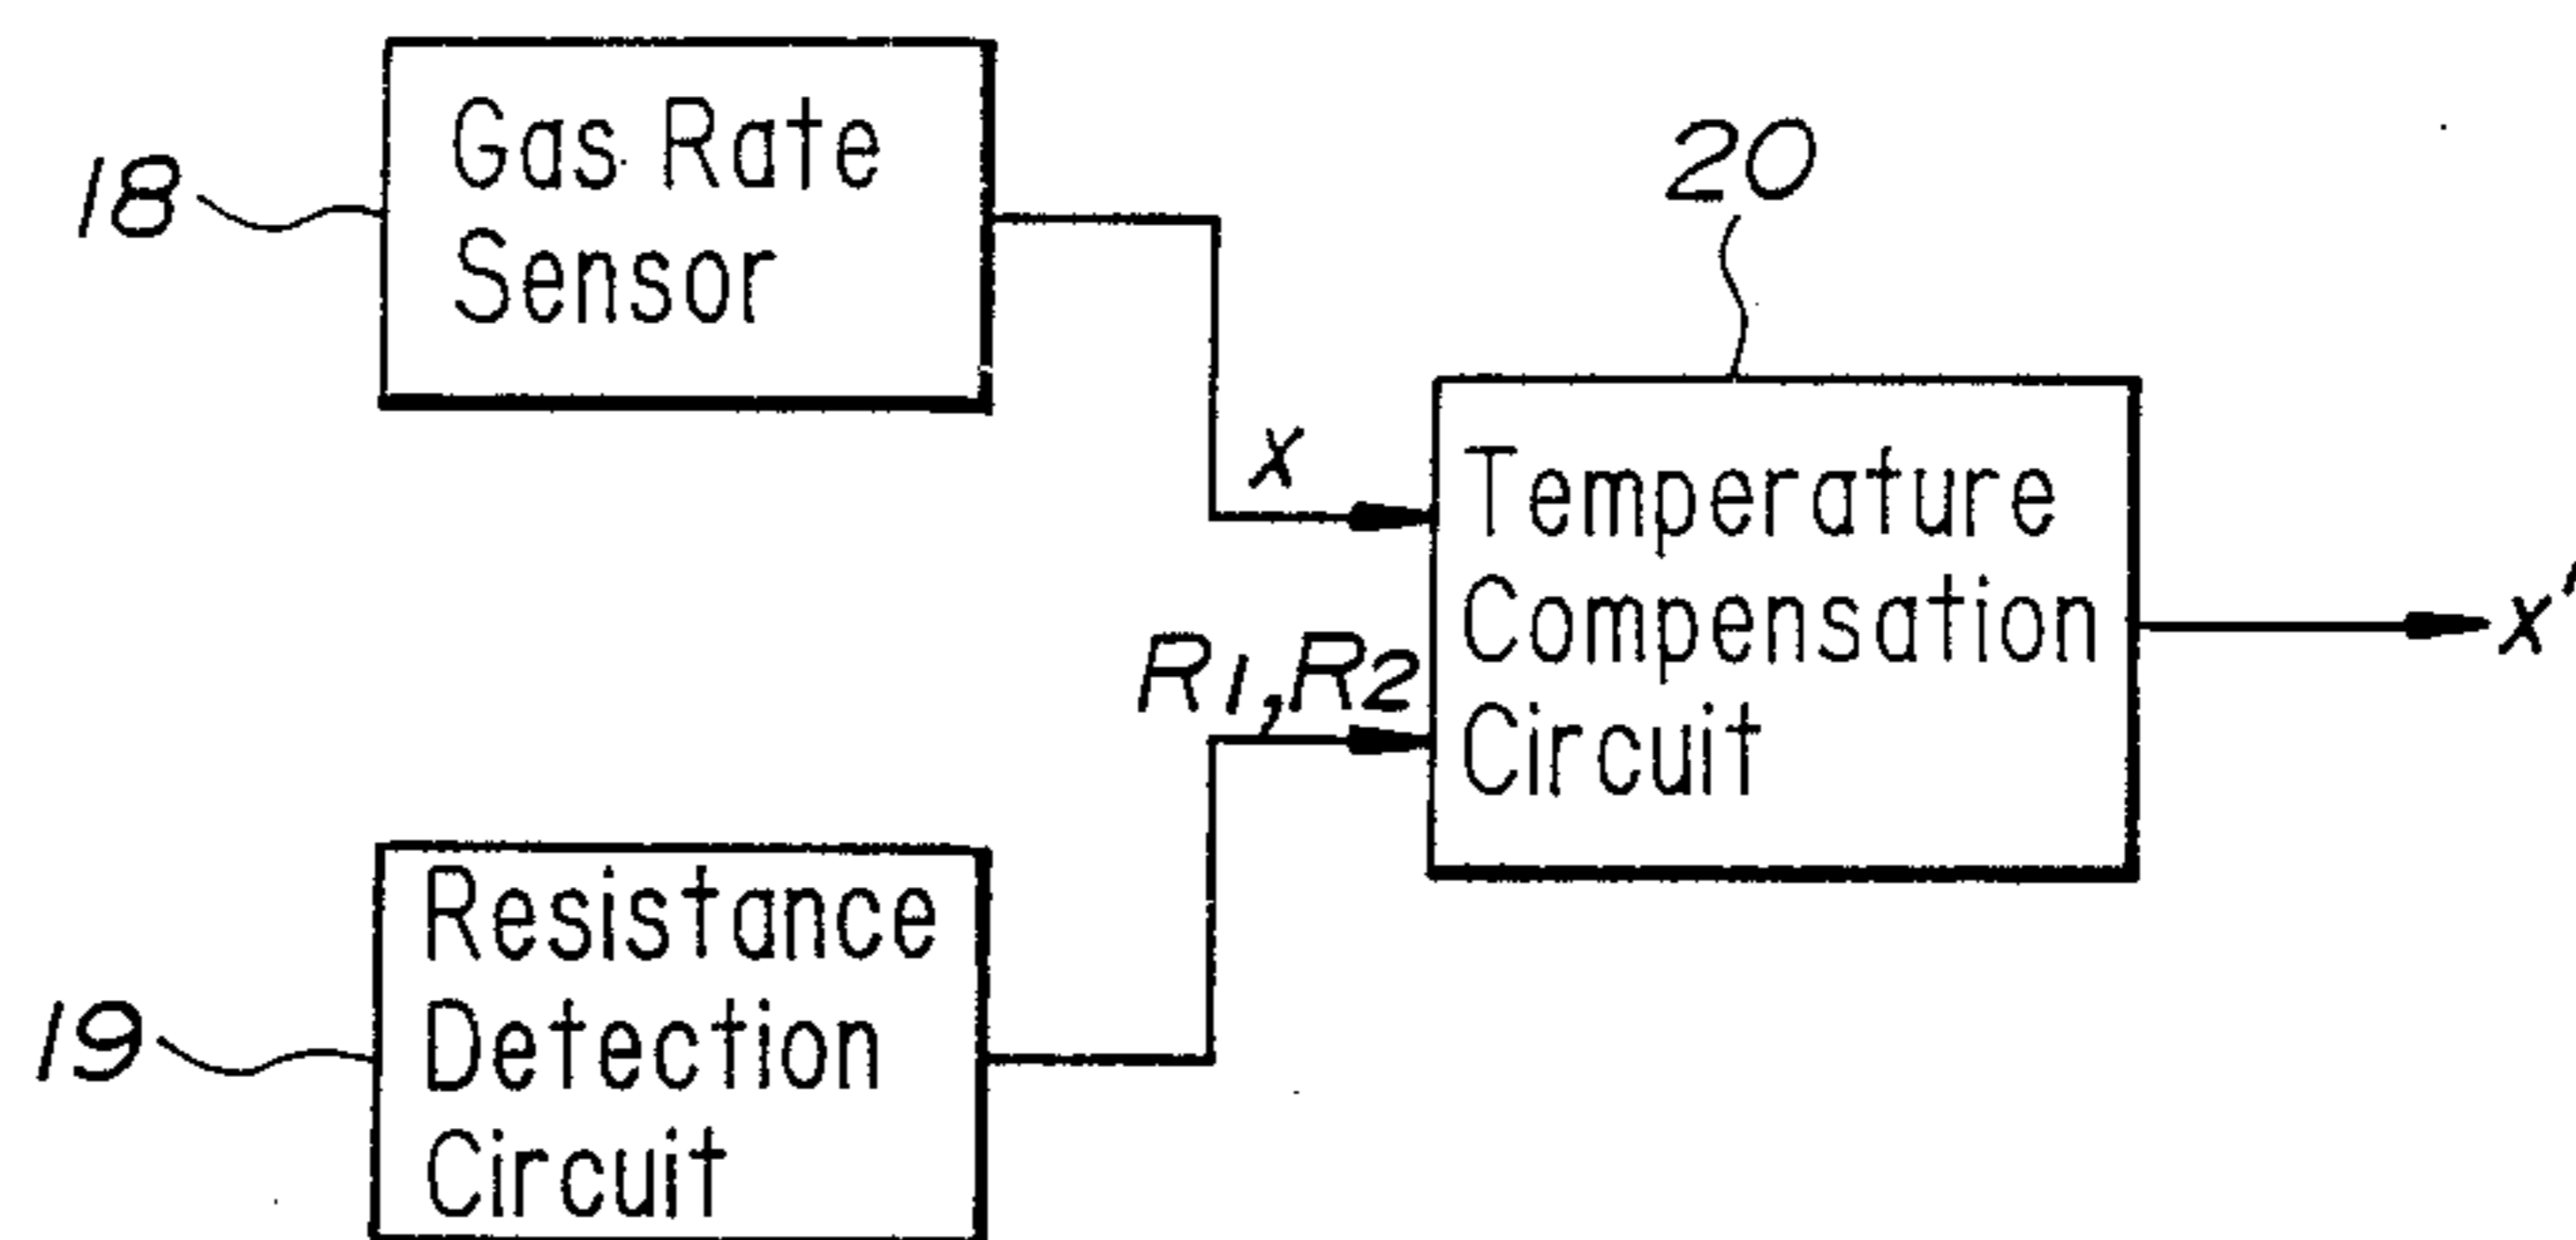 18
Gas Rate
Sensor
20
x
Temperature
Compensation
Circuit
x'
R1,R2
19
Resistance
Detection
Circuit